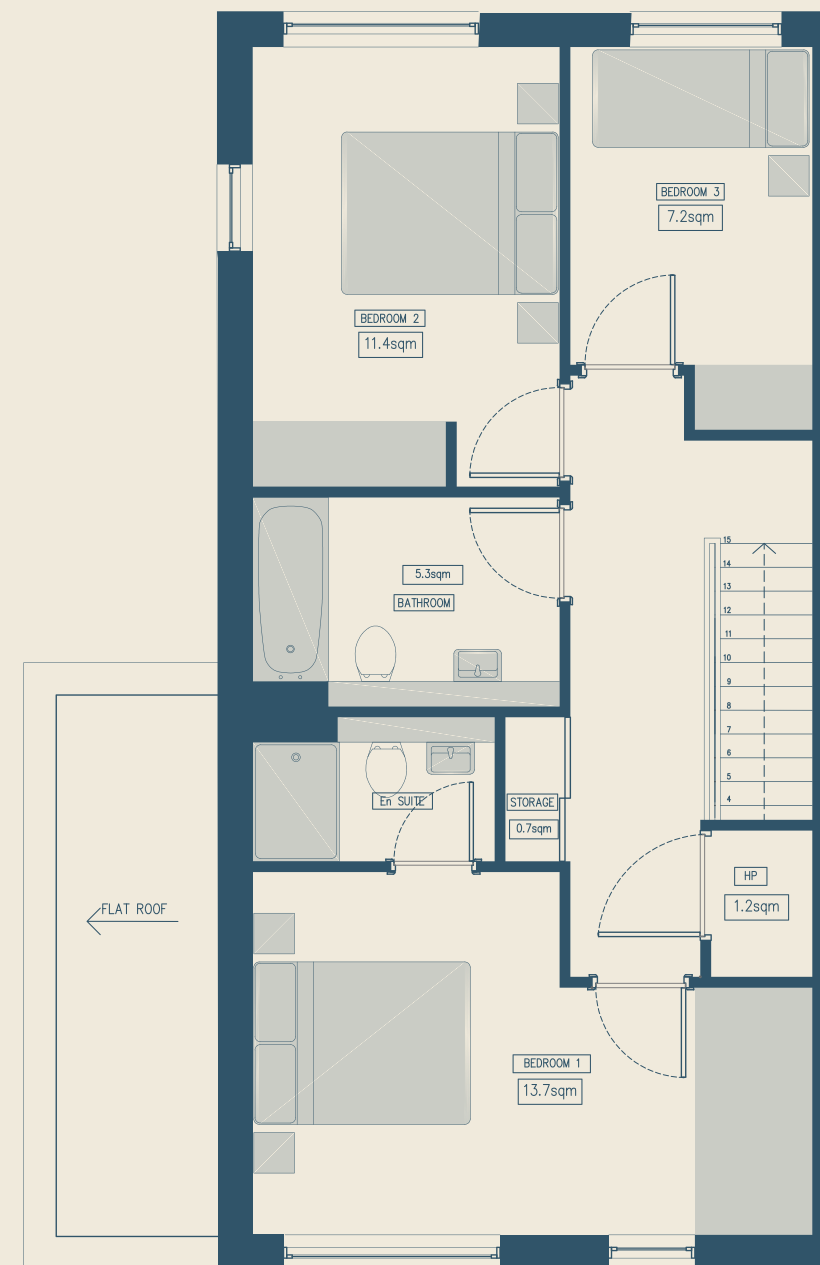 BEDROOM 3
7.2sqm
BEDROOM 2
11.4sqm
15
14
13
12
11
10
9
8
7
6
5
4
5.3sqm
BATHROOM
En SUITE
STORAGE
0.7sqm
HP
1.2sqm
FLAT ROOF
BEDROOM 1
13.7sqm